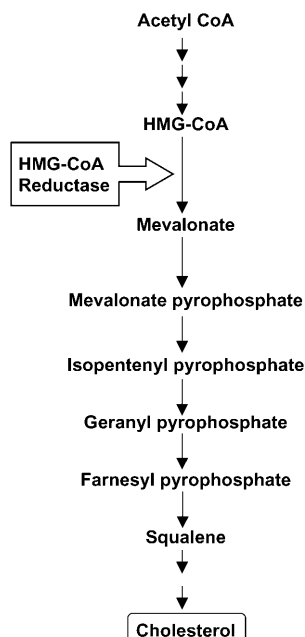 Acetyl CoA
HMG-CoA
HMG-CoA
Reductase
Mevalonate
Mevalonate pyrophosphate
Isopentenyl pyrophosphate
Geranyl pyrophosphate
Farnesyl pyrophosphate
Squalene
Cholesterol